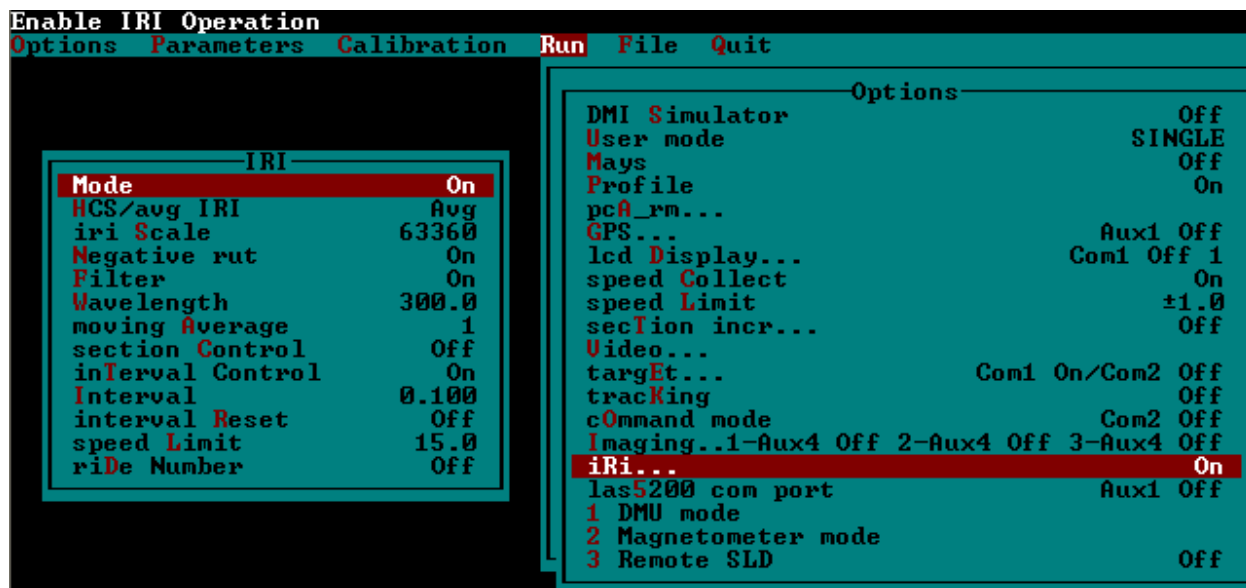 Enable IRI Operation
Options Parameters Calibration Run File Quit
IRI
Mode On
HCS/avg IRI Avg
iri Scale 63360
Negative rut On
Filter On
Wavelength 300.0
moving Average 1
section Control Off
inTerval Control On
Interval 0.100
interval Reset Off
speed Limit 15.0
riDe Number Off
Options
DMI Simulator Off
User mode SINGLE
Mays Off
Profile On
pcA_rm...
GPS... Aux1 Off
lcd Display... Com1 Off 1
speed Collect On
speed Limit ±1.0
secTion incr... Off
Video...
targEt... Com1 On/Com2 Off
tracKing Off
cOmmand mode Com2 Off
Imaging..1-Aux4 Off 2-Aux4 Off 3-Aux4 Off
iRi... On
las5200 com port Aux1 Off
1 DMU mode
2 Magnetometer mode
3 Remote SLD Off